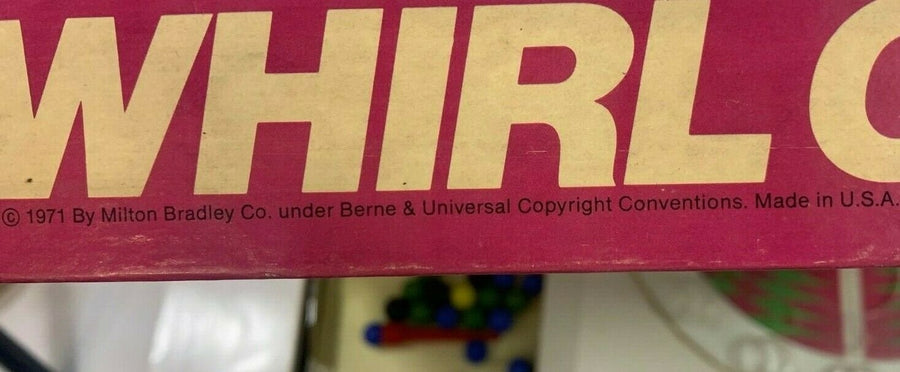 WHIRL O
© 1971 By Milton Bradley Co. under Berne & Universal Copyright Conventions. Made in U.S.A.